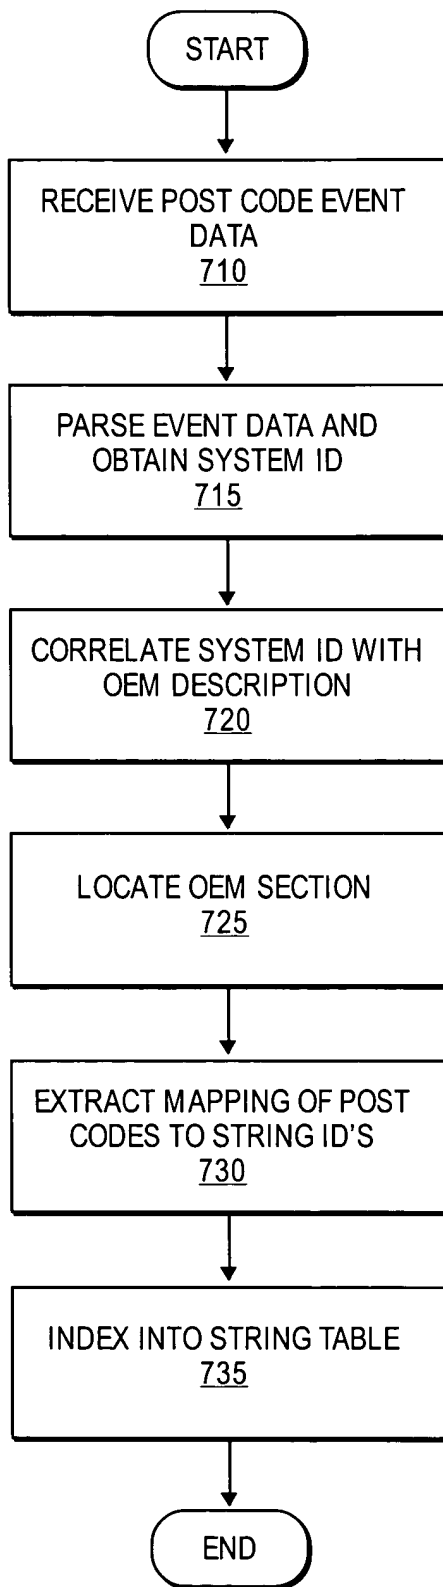 START
RECEIVE POST CODE EVENT
DATA
710
PARSE EVENT DATA AND
OBTAIN SYSTEM ID
715
CORRELATE SYSTEM ID WITH
OEM DESCRIPTION
720
LOCATE OEM SECTION
725
EXTRACT MAPPING OF POST
CODES TO STRING ID'S
730
INDEX INTO STRING TABLE
735
END